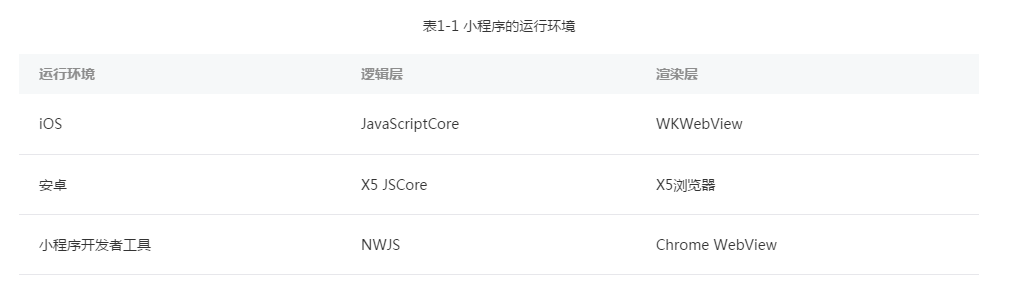 表1-1 小程序的运行环境
运行环境 逻辑层 渲染层
iOS JavaScriptCore WKWebView
安卓 X5 JSCore X5浏览器
小程序开发者工具 NWJS Chrome WebView